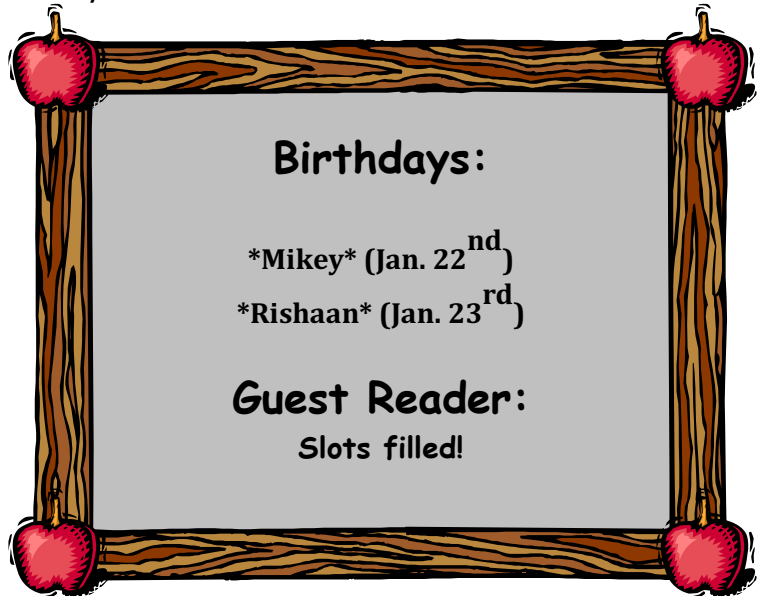 Birthdays:
*Mikey* (Jan. 22nd)
*Rishaan* (Jan. 23rd)
Guest Reader:
Slots filled!